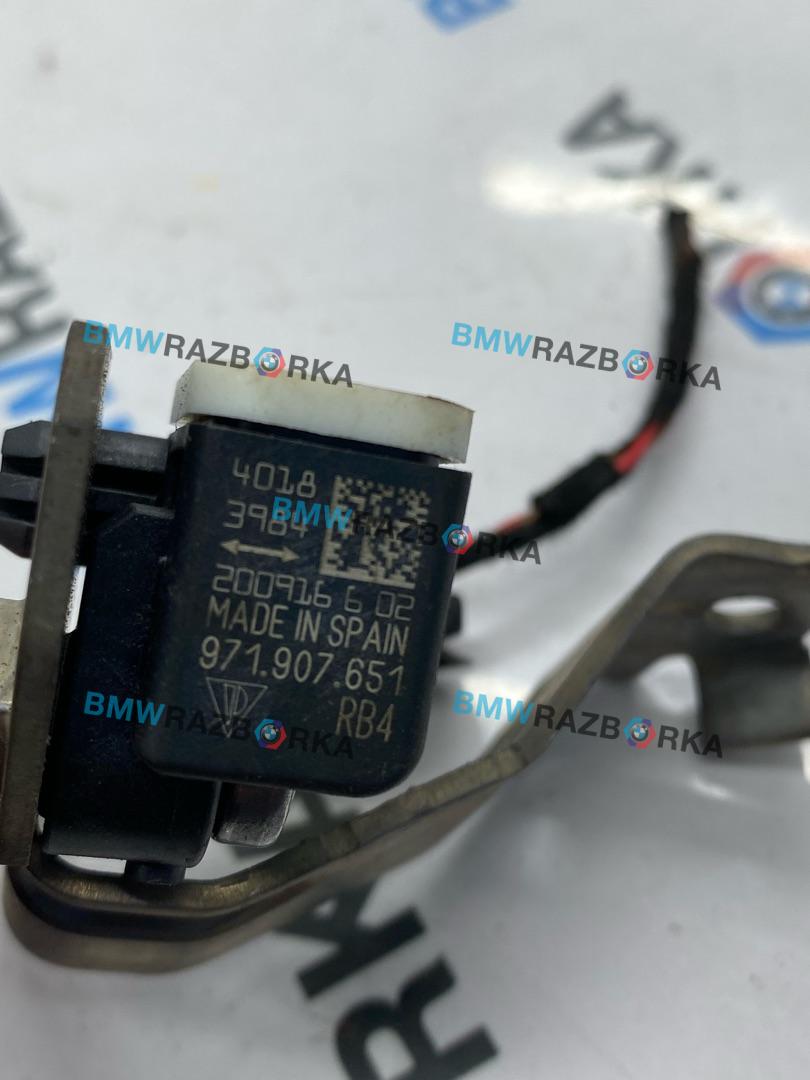 BMWRAZBORKA
BMWRAZBORKA
4018
3984
BMWRAZBORKA
200916 6 02
MADE IN SPAIN
971.907.651
RB4
BMWRAZBORKA
BMWRAZBORKA